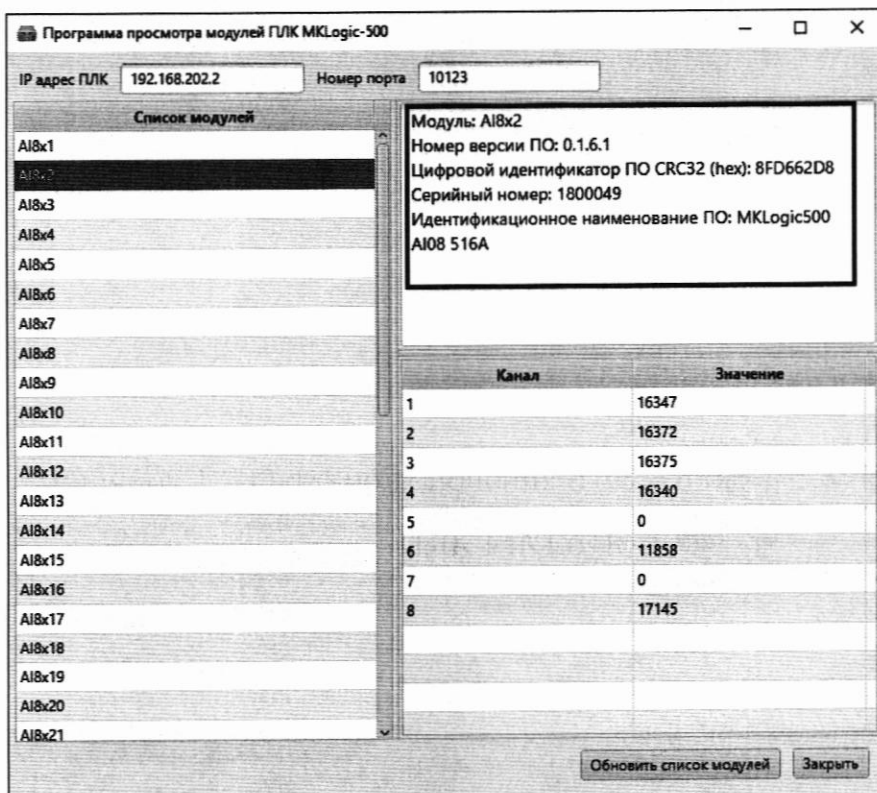 Программа просмотра модулей ПЛК MKLogic-500
IP адрес ПЛК 192.168.202.2 Номер порта 10123
Список модулей
AI8x1
AI8x2
AI8x3
AI8x4
AI8x5
AI8x6
AI8x7
AI8x8
AI8x9
AI8x10
AI8x11
AI8x12
AI8x13
AI8x14
AI8x15
AI8x16
AI8x17
AI8x18
AI8x19
AI8x20
AI8x21
Модуль: AI8x2
Номер версии ПО: 0.1.6.1
Цифровой идентификатор ПО CRC32 (hex): 8FD662D8
Серийный номер: 1800049
Идентификационное наименование ПО: MKLogic500
AI08 516A
Канал Значение
1 16347
2 16372
3 16375
4 16340
5 0
6 11858
7 0
8 17145
Обновить список модулей Закрыть